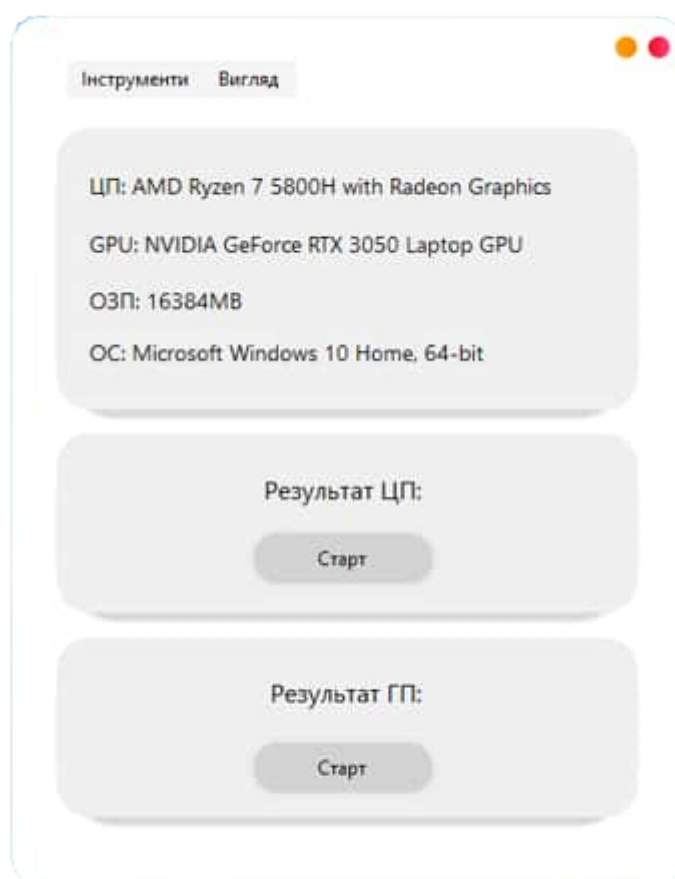 Інструменти Вигляд
ЦП: AMD Ryzen 7 5800H with Radeon Graphics
GPU: NVIDIA GeForce RTX 3050 Laptop GPU
ОЗП: 16384MB
ОС: Microsoft Windows 10 Home, 64-bit
Результат ЦП:
Старт
Результат ГП:
Старт